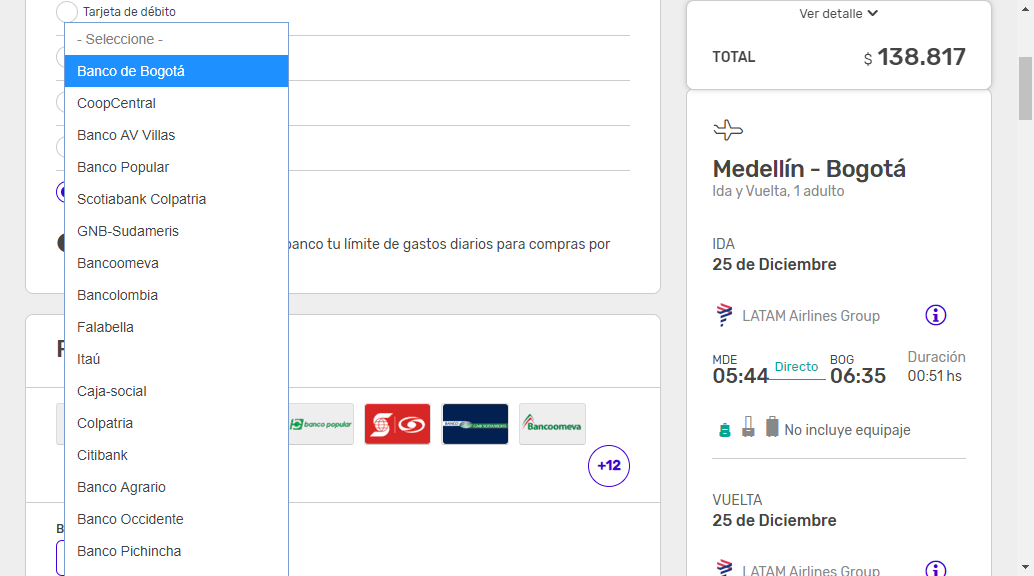 Tarjeta de débito
- Seleccione -
Banco de Bogotá
CoopCentral
Banco AV Villas
Banco Popular
Scotiabank Colpatria
GNB-Sudameris
Bancoomeva
Bancolombia
Falabella
Itaú
Caja-social
Colpatria
Citibank
Banco Agrario
Banco Occidente
Banco Pichincha
banco tu límite de gastos diarios para compras por
banco popular
Bancoomeva
+12
Ver detalle
TOTAL $ 138.817
Medellín - Bogotá
Ida y Vuelta, 1 adulto
IDA
25 de Diciembre
LATAM Airlines Group
MDE Directo BOG Duración
05:44 06:35 00:51 hs
No incluye equipaje
VUELTA
25 de Diciembre
LATAM Airlines Group